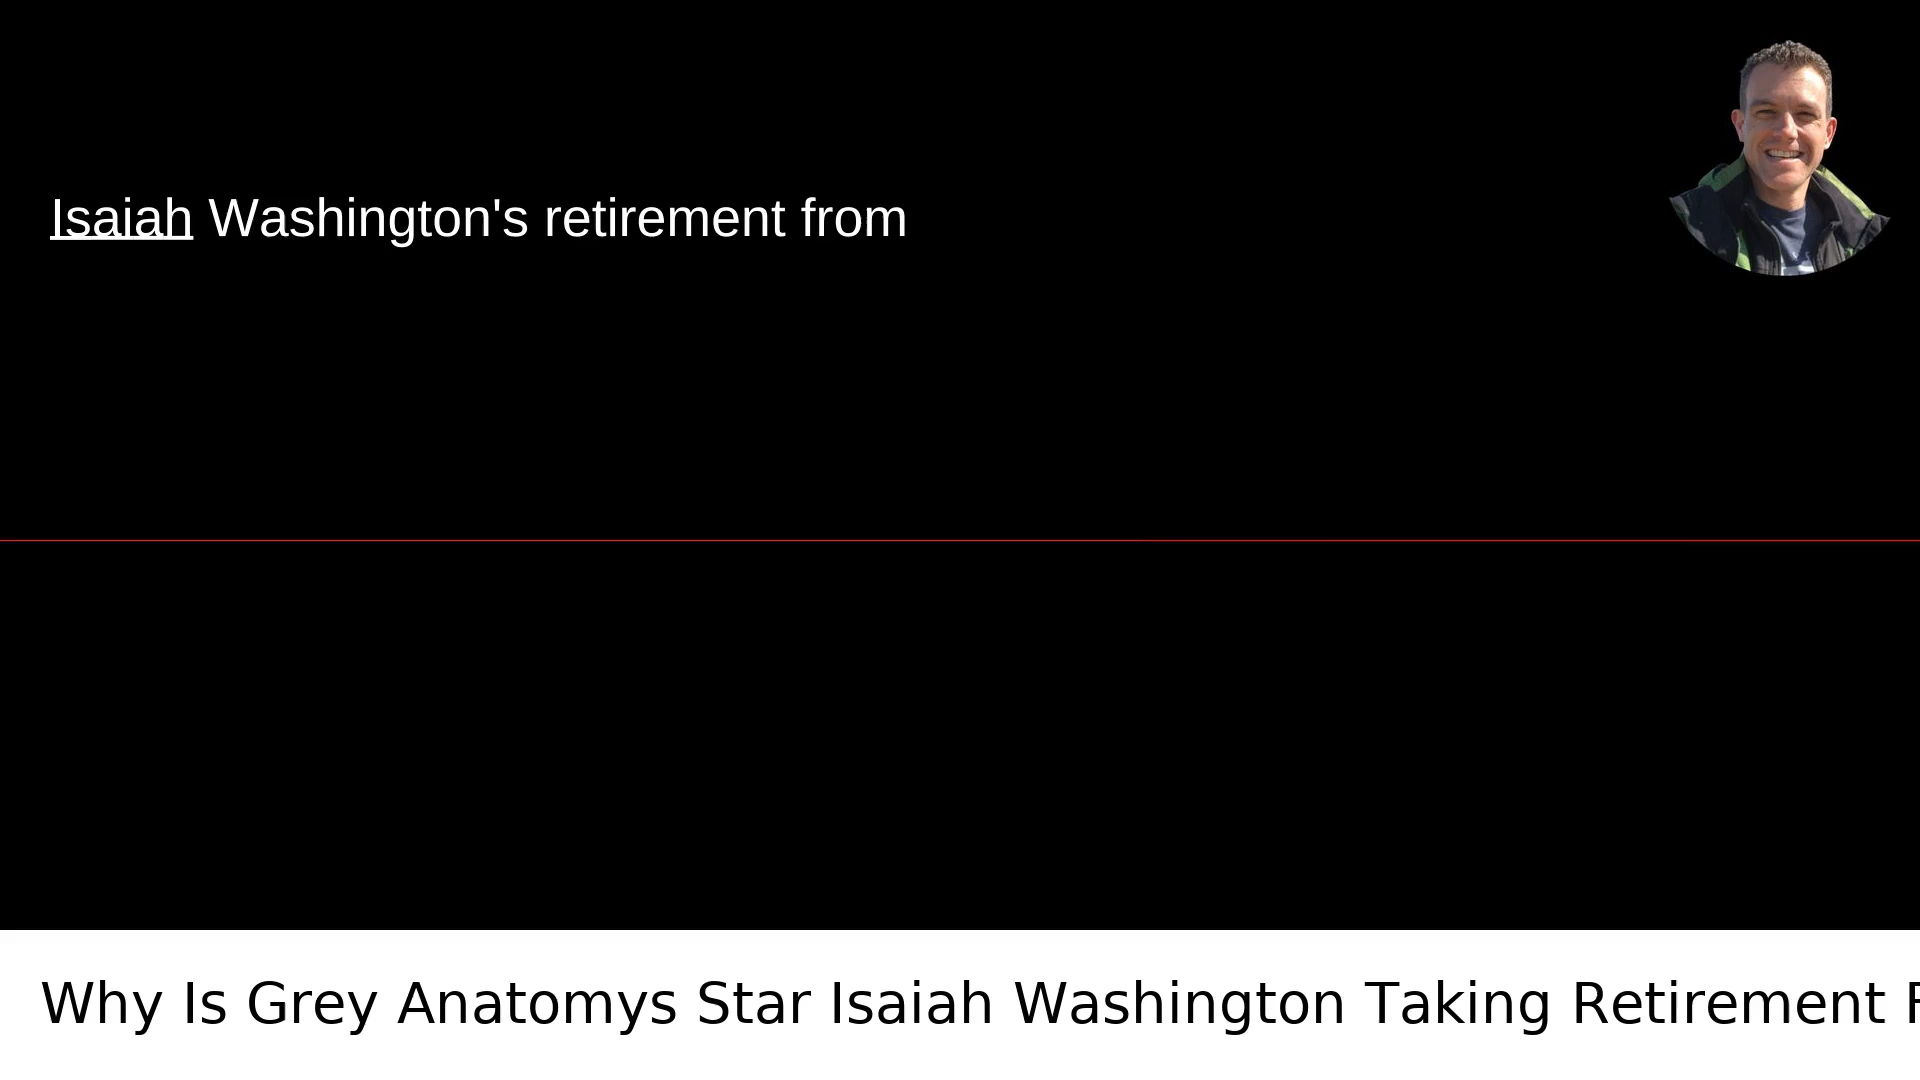 Isaiah Washington's retirement from
Why Is Grey Anatomys Star Isaiah Washington Taking Retirement